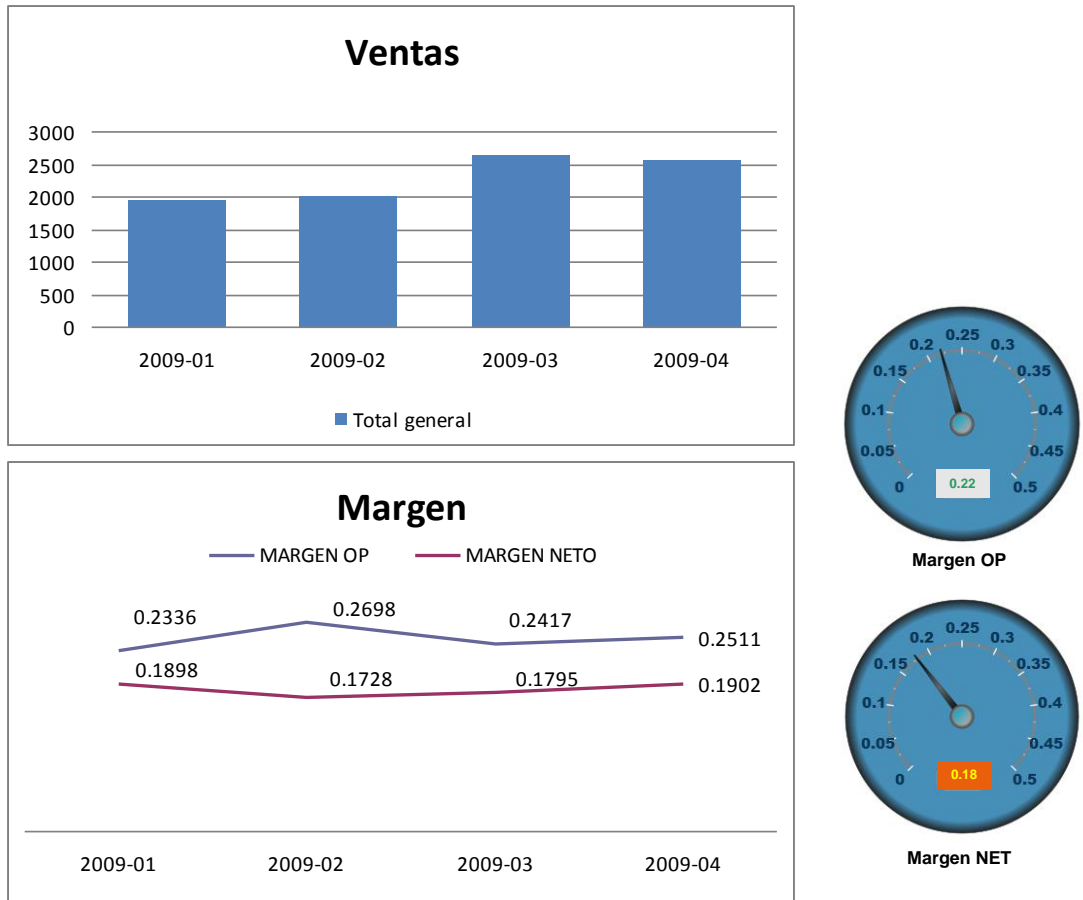 Ventas
3000
2500
2000
1500
1000
500
0
2009-01 2009-02 2009-03 2009-04
Total general
Margen
MARGEN OP MARGEN NETO
0.2336 0.2698 0.2417 0.2511
0.1898 0.1728 0.1795 0.1902
2009-01 2009-02 2009-03 2009-04
0 0.05 0.1 0.15 0.2 0.25 0.3 0.35 0.4 0.45 0.5
0.22
Margen OP
0 0.05 0.1 0.15 0.2 0.25 0.3 0.35 0.4 0.45 0.5
0.18
Margen NET